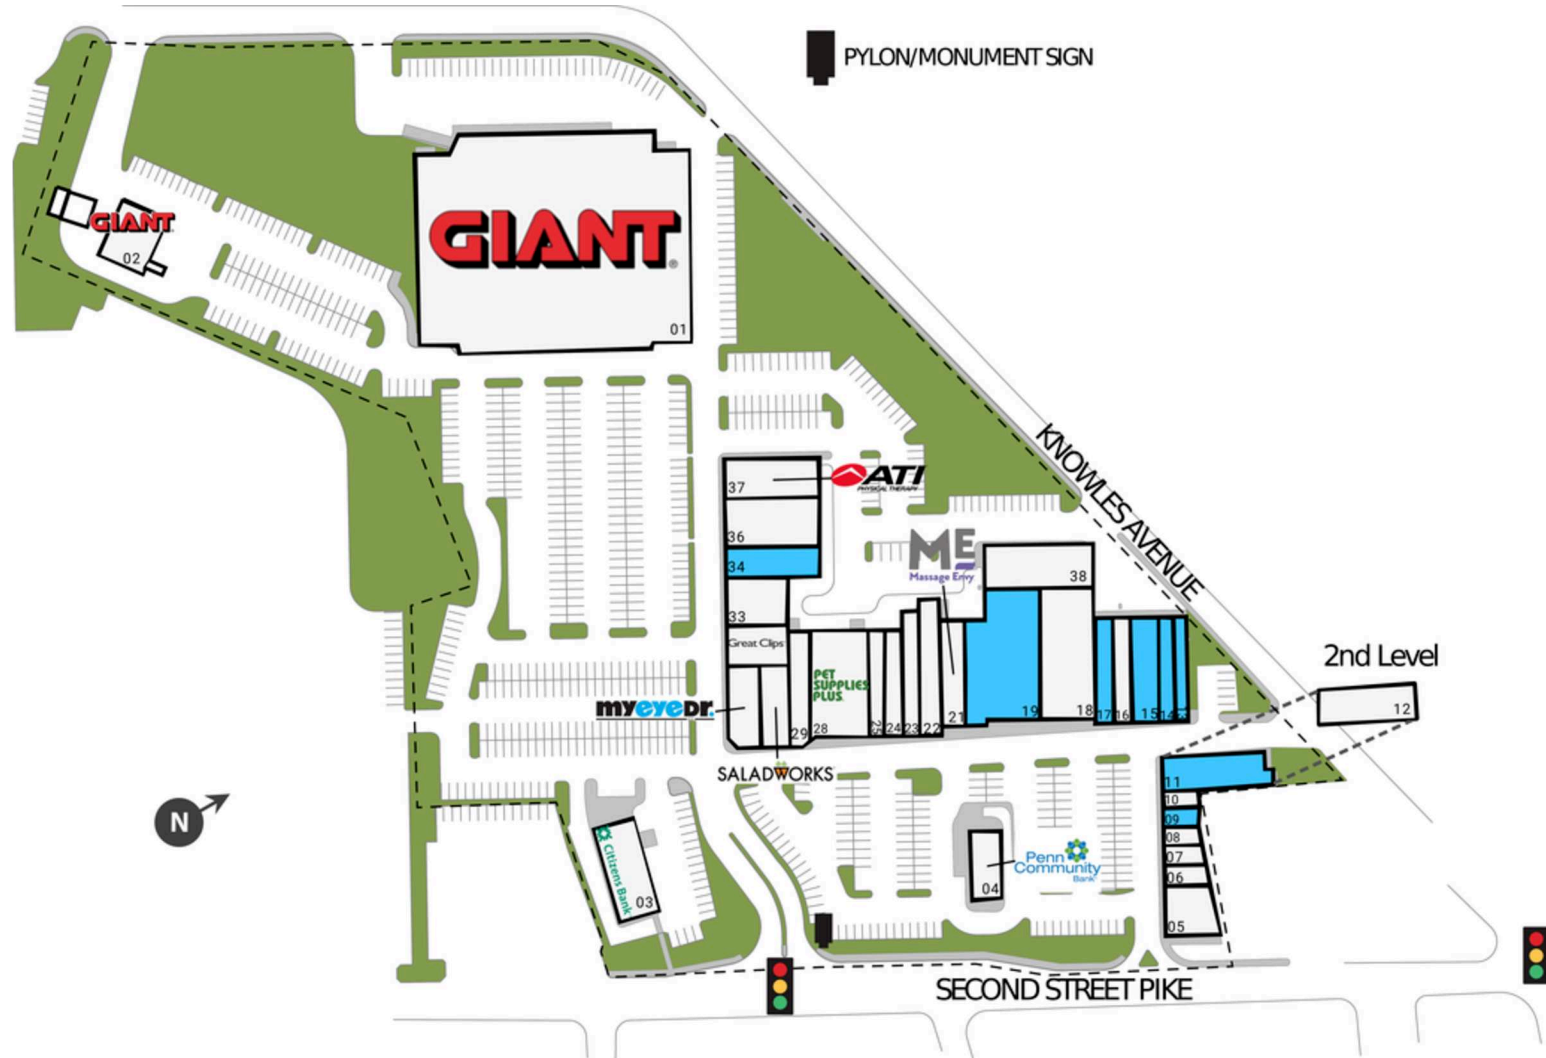 PYLON/MONUMENT SIGN
GIANT
02
GIANT
01
KNOWLES AVENUE
37
ATI
PHYSICAL THERAPY
36
34
ME
Massage Envy
38
33
Great Clips
2nd Level
12
PET
SUPPLIES
PLUS
myeyeDr.
29
28
25
24
23
22
21
19
18
17
16
15
14
13
SALADWORKS
11
10
09
08
07
06
05
N
Citizens Bank
03
04
Penn
Community
Bank
SECOND STREET PIKE